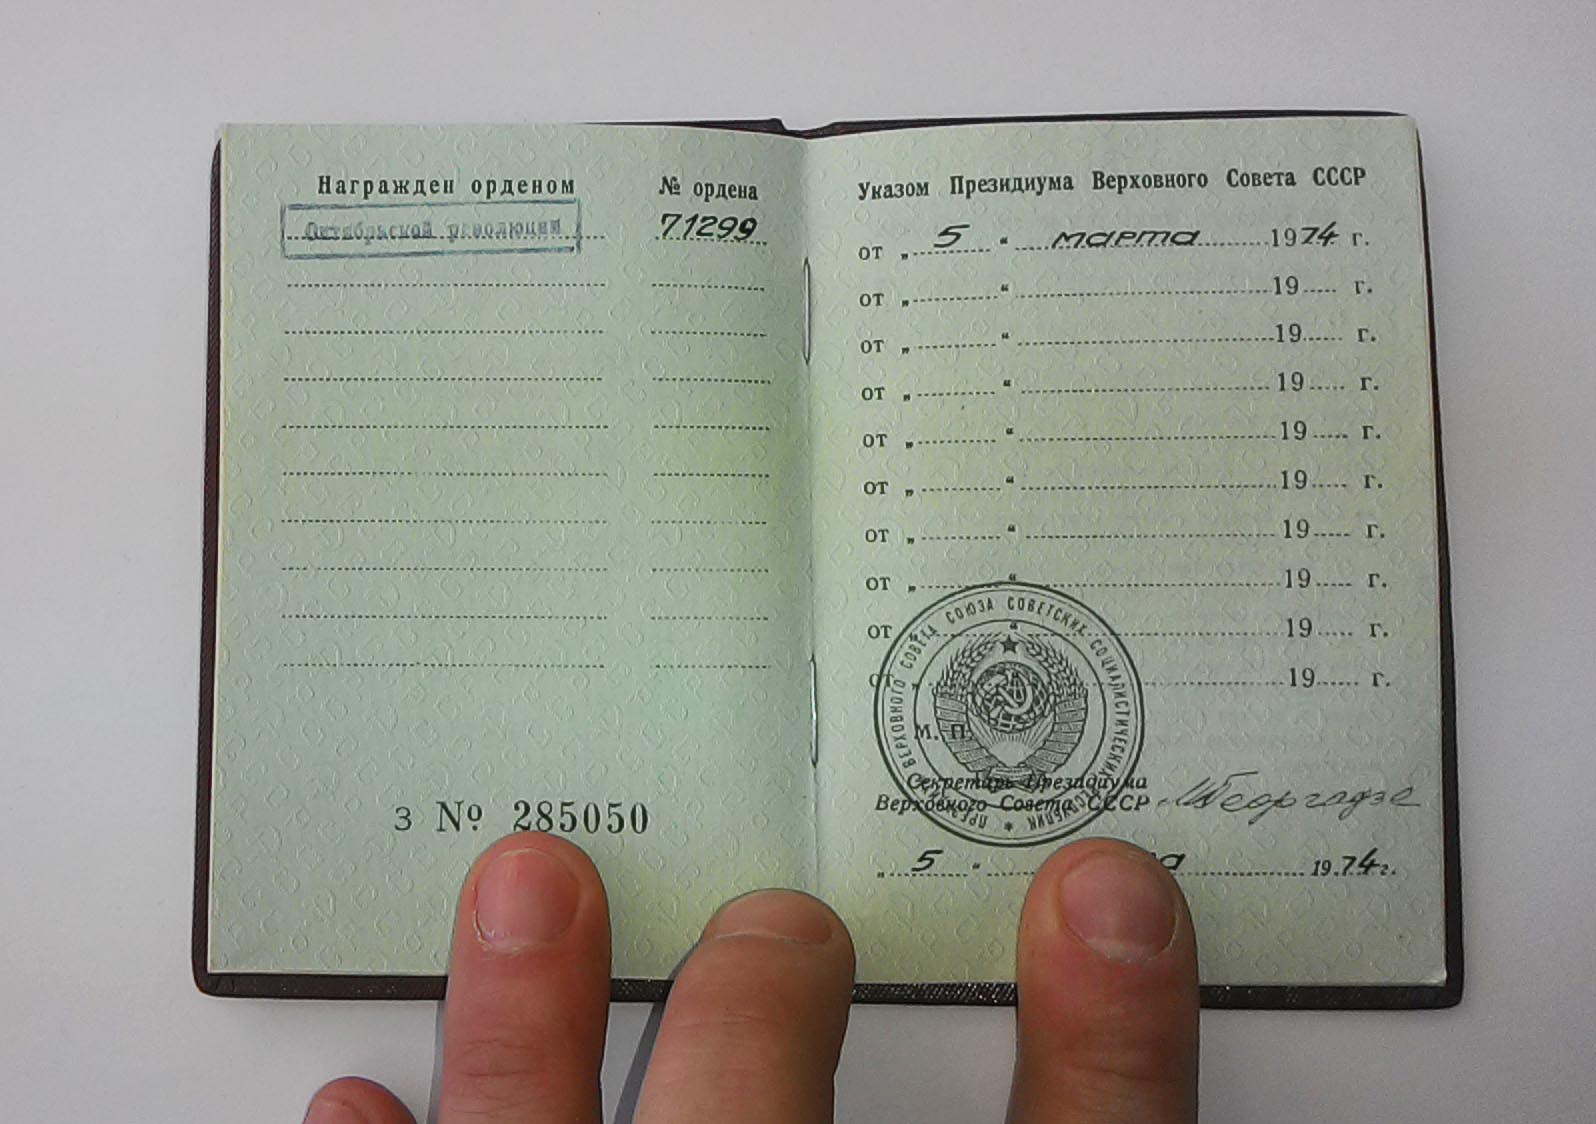 Награжден орденом
№ ордена
Октябрьской революции
71299
З № 285050
Указом Президиума Верховного Совета СССР
от „ 5 “ марта 1974 г.
от „ “ 19 г.
от „ “ 19 г.
от „ “ 19 г.
от „ “ 19 г.
от „ “ 19 г.
от „ “ 19 г.
от „ “ 19 г.
от „ “ 19 г.
от „ 19 г.
М. П.
ПРЕЗИДИУМ ВЕРХОВНОГО СОВЕТА СОЮЗА СОВЕТСКИХ СОЦИАЛИСТИЧЕСКИХ РЕСПУБЛИК
Секретарь Президиума
Верховного Совета СССР МГеоргадзе
„ 5 “ 1974 г.